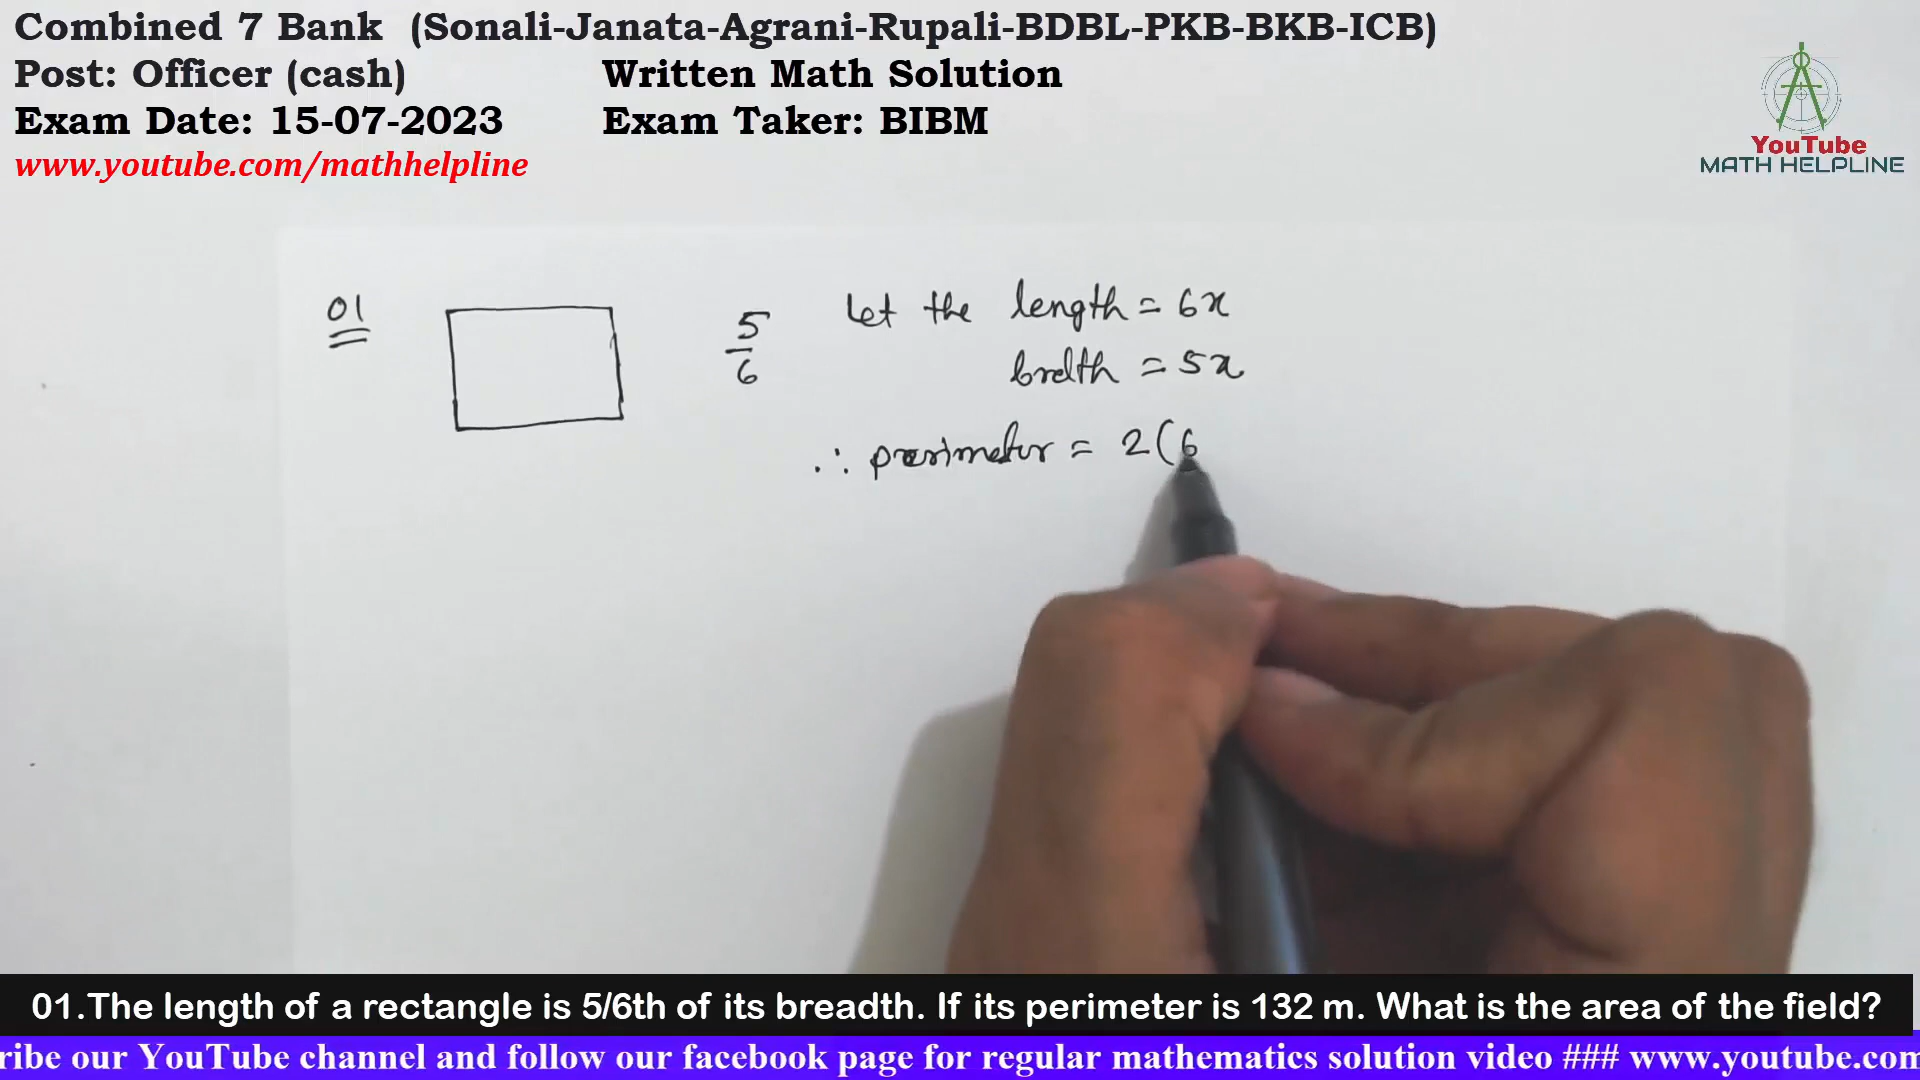 Combined 7 Bank (Sonali-Janata-Agrani-Rupali-BDBL-PKB-BKB-ICB)
Post: Officer (cash) Written Math Solution
Exam Date: 15-07-2023 Exam Taker: BIBM
www.youtube.com/mathhelpline
YouTube
MATH HELPLINE
01
5/6
Let the length = 6x
bredth = 5x
∴ perimeter = 2(6
01.The length of a rectangle is 5/6th of its breadth. If its perimeter is 132 m. What is the area of the field?
ribe our YouTube channel and follow our facebook page for regular mathematics solution video ### www.youtube.com